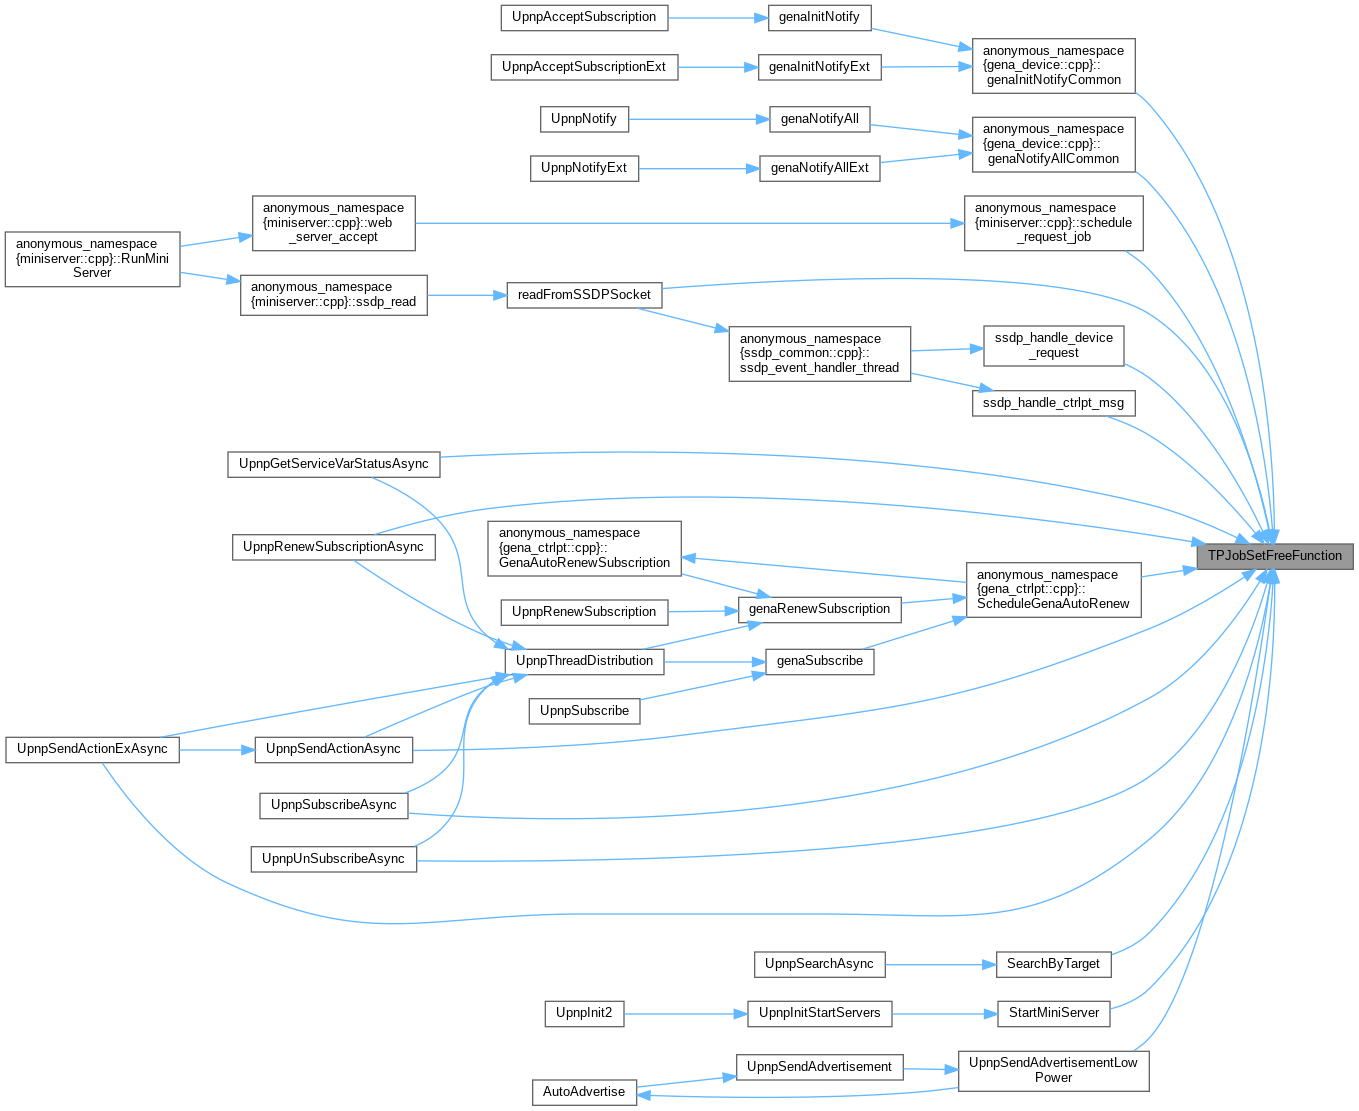 UpnpAcceptSubscription
genaInitNotify
anonymous_namespace
{gena_device::cpp}::
genaInitNotifyCommon
UpnpAcceptSubscriptionExt
genaInitNotifyExt
UpnpNotify
genaNotifyAll
anonymous_namespace
{gena_device::cpp}::
genaNotifyAllCommon
UpnpNotifyExt
genaNotifyAllExt
anonymous_namespace
{miniserver::cpp}::web
_server_accept
anonymous_namespace
{miniserver::cpp}::schedule
_request_job
anonymous_namespace
{miniserver::cpp}::RunMini
Server
anonymous_namespace
{miniserver::cpp}::ssdp_read
readFromSSDPSocket
anonymous_namespace
{ssdp_common::cpp}::
ssdp_event_handler_thread
ssdp_handle_device
_request
ssdp_handle_ctrlpt_msg
UpnpGetServiceVarStatusAsync
UpnpRenewSubscriptionAsync
anonymous_namespace
{gena_ctrlpt::cpp}::
GenaAutoRenewSubscription
TPJobSetFreeFunction
anonymous_namespace
{gena_ctrlpt::cpp}::
ScheduleGenaAutoRenew
UpnpRenewSubscription
genaRenewSubscription
UpnpThreadDistribution
genaSubscribe
UpnpSubscribe
UpnpSendActionExAsync
UpnpSendActionAsync
UpnpSubscribeAsync
UpnpUnSubscribeAsync
UpnpSearchAsync
SearchByTarget
UpnpInit2
UpnpInitStartServers
StartMiniServer
UpnpSendAdvertisement
UpnpSendAdvertisementLow
Power
AutoAdvertise